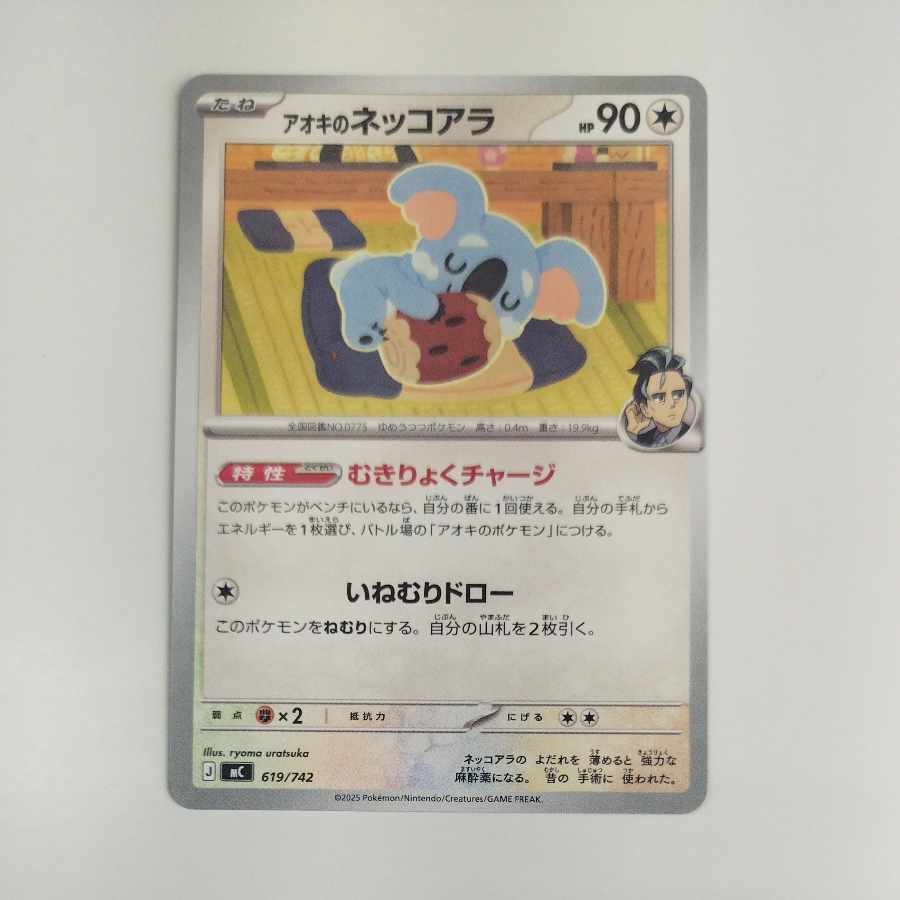 たね
アオキのネッコアラ
HP 90
全国図鑑NO.0775 ゆめうつつポケモン 高さ:0.4m 重さ:19.9kg
特性 とくせい むきりょくチャージ
このポケモンがベンチにいるなら、自分の番に1回使える。自分の手札から
エネルギーを1枚選び、バトル場の「アオキのポケモン」につける。
いねむりドロー
このポケモンをねむりにする。自分の山札を2枚引く。
弱点 ×2 抵抗力 にげる
illus. ryoma uratsuka
J MC 619/742
ネッコアラの よだれを 薄めると 強力な
麻酔薬になる。 昔の 手術に 使われた。
©2025 Pokémon/Nintendo/Creatures/GAME FREAK.